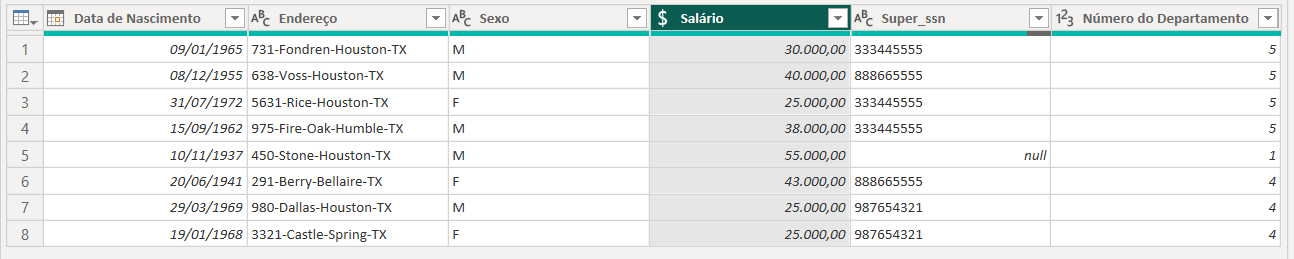 Data de Nascimento ABC Endereço ABC Sexo $ Salário ABC Super_ssn 123 Número do Departamento
1 09/01/1965 731-Fondren-Houston-TX M 30.000,00 333445555 5
2 08/12/1955 638-Voss-Houston-TX M 40.000,00 888665555 5
3 31/07/1972 5631-Rice-Houston-TX F 25.000,00 333445555 5
4 15/09/1962 975-Fire-Oak-Humble-TX M 38.000,00 333445555 5
5 10/11/1937 450-Stone-Houston-TX M 55.000,00 null 1
6 20/06/1941 291-Berry-Bellaire-TX F 43.000,00 888665555 4
7 29/03/1969 980-Dallas-Houston-TX M 25.000,00 987654321 4
8 19/01/1968 3321-Castle-Spring-TX F 25.000,00 987654321 4